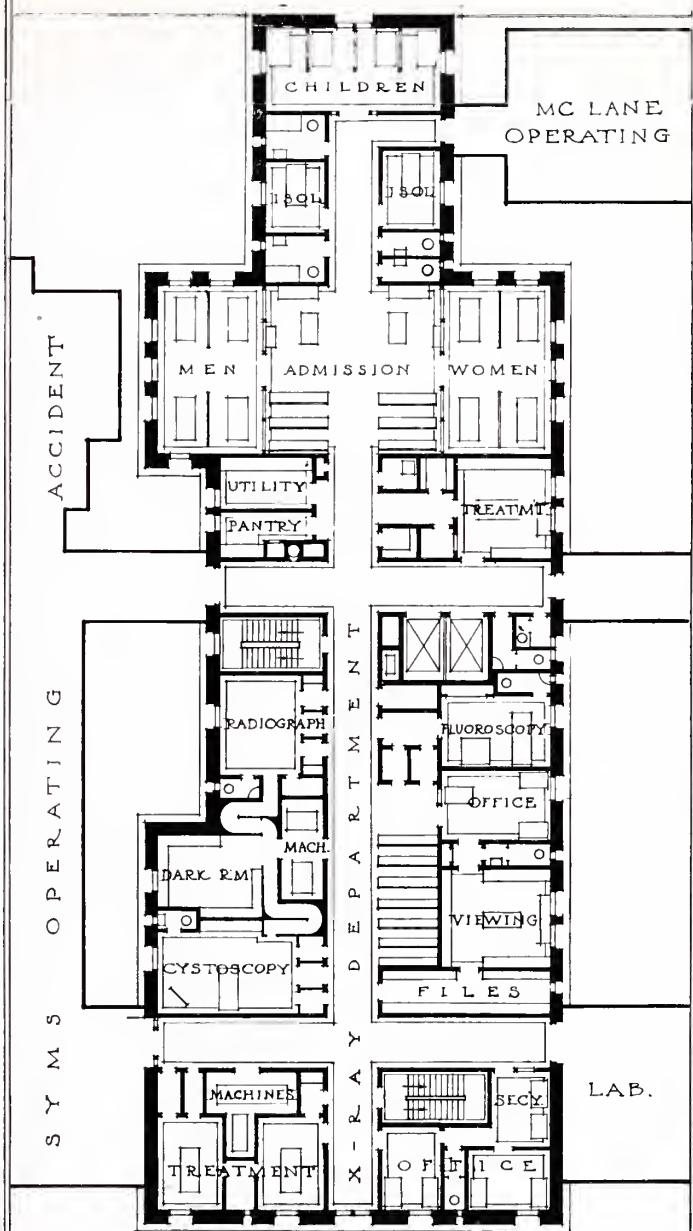 CHILDREN
MC LANE
OPERATING
ISOL.
ISOL.
ACCIDENT
MEN
ADMISSION
WOMEN
UTILITY
PANTRY
TREATMT.
SYMS OPERATING
X-RAY DEPARTMENT
RADIOGRAPH
FLUOROSCOPY
OFFICE
MACH.
DARK RM
VIEWING
CYSTOSCOPY
FILES
MACHINES
SECY.
LAB.
TREATMENT
OFFICE